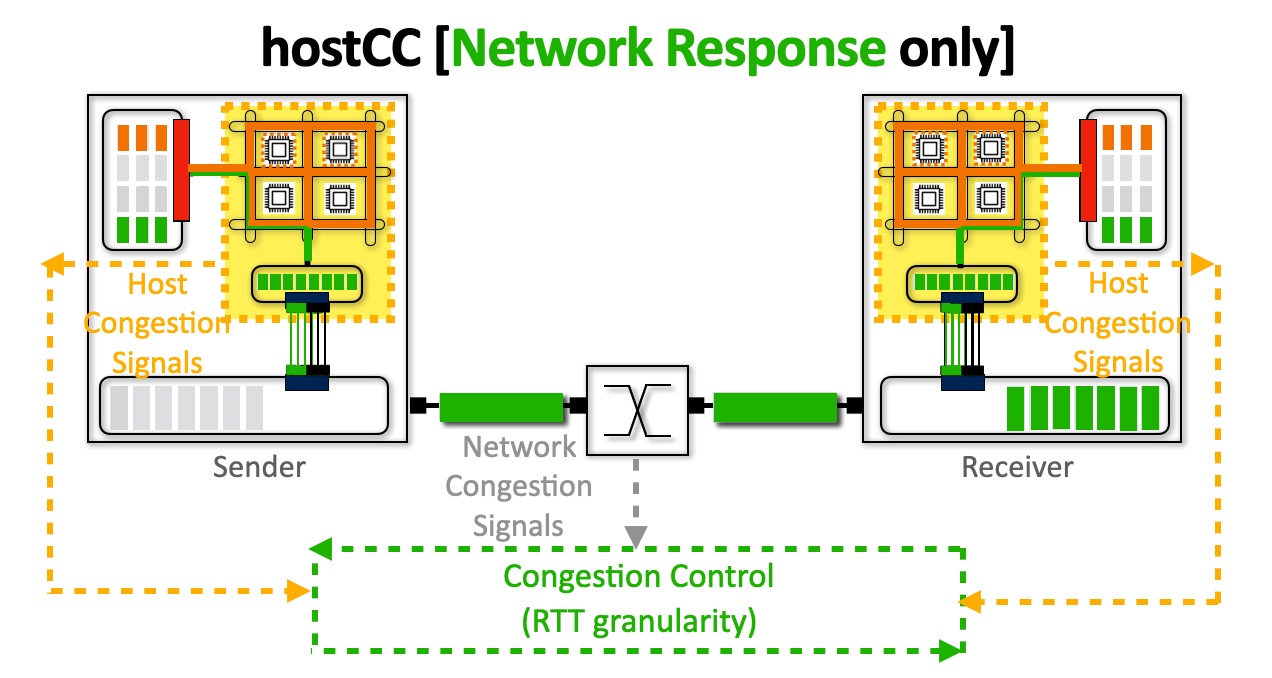 hostCC [Network Response only]
Host
Congestion
Signals
Host
Congestion
Signals
Sender
Network
Congestion
Signals
Receiver
Congestion Control
(RTT granularity)